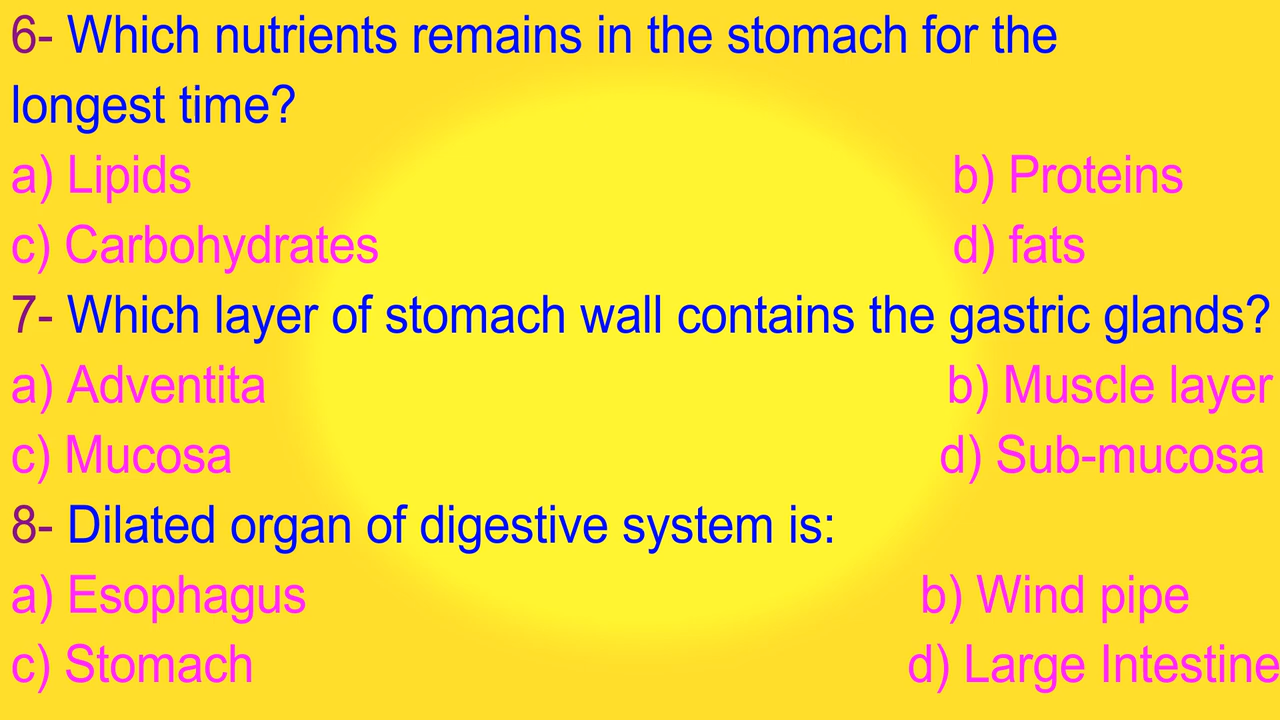 6- Which nutrients remains in the stomach for the
longest time?
a) Lipids b) Proteins
c) Carbohydrates d) fats
7- Which layer of stomach wall contains the gastric glands?
a) Adventita b) Muscle layer
c) Mucosa d) Sub-mucosa
8- Dilated organ of digestive system is:
a) Esophagus b) Wind pipe
c) Stomach d) Large Intestine